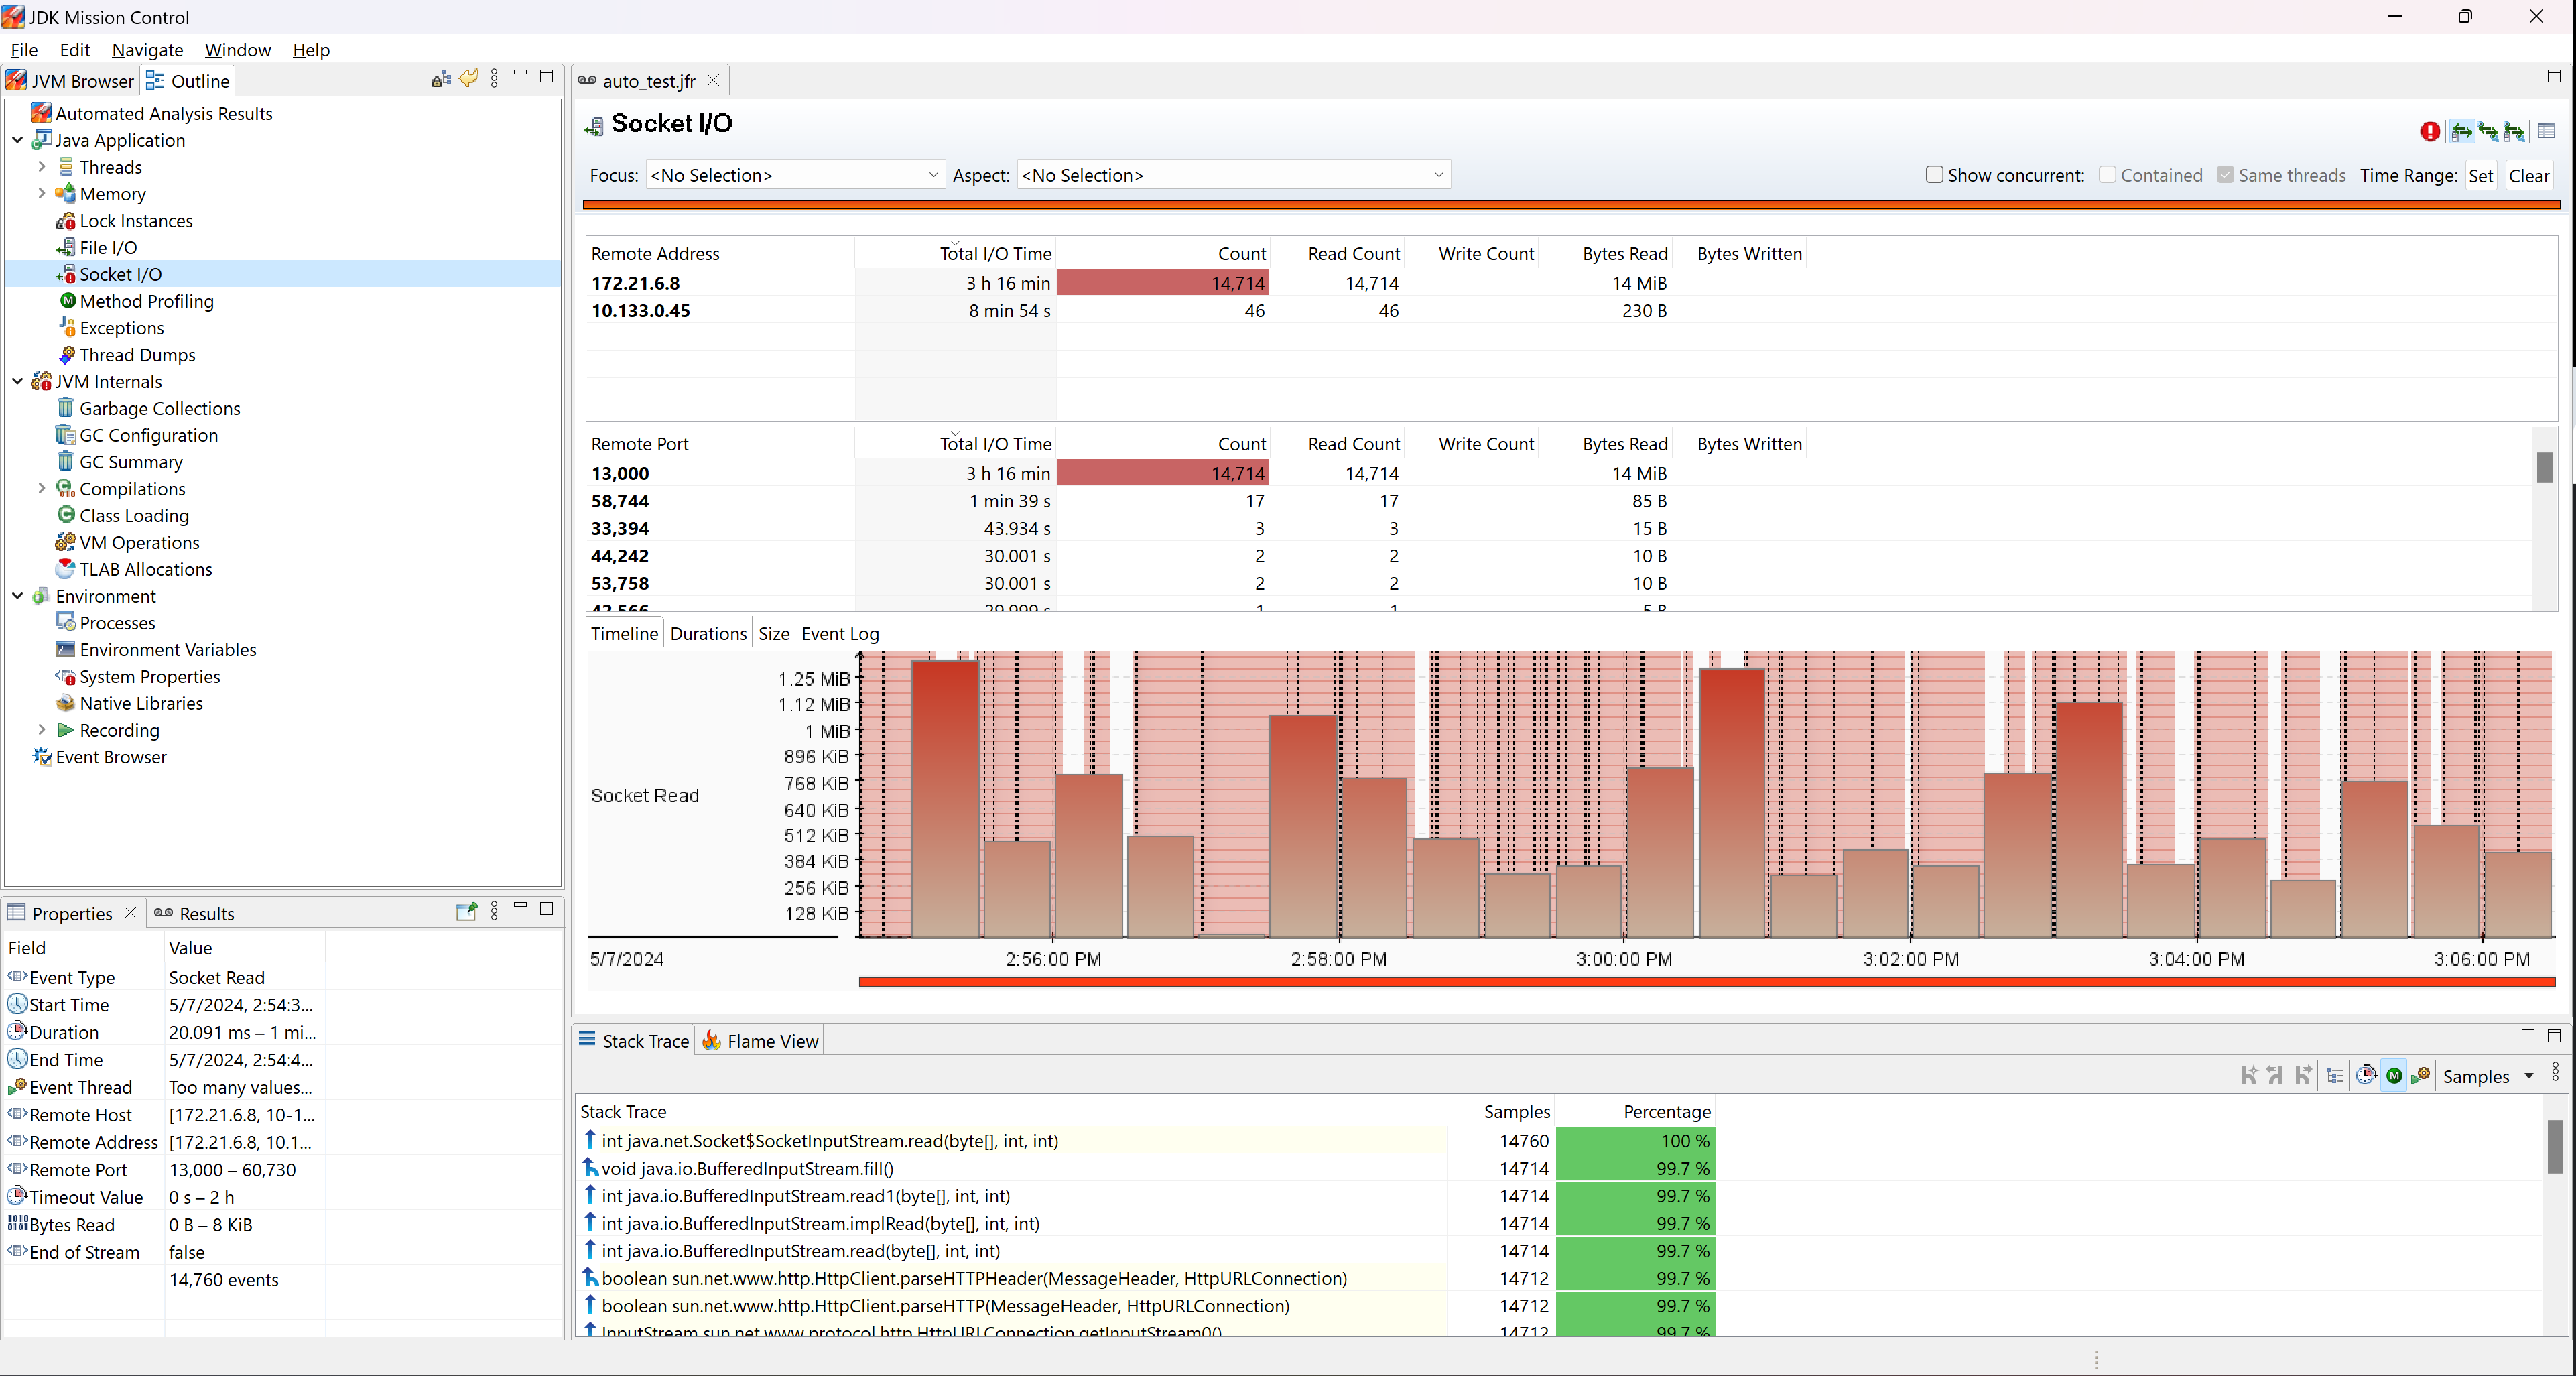 JDK Mission Control
File Edit Navigate Window Help
JVM Browser Outline
Automated Analysis Results
Java Application
Threads
Memory
Lock Instances
File I/O
Socket I/O
Method Profiling
Exceptions
Thread Dumps
JVM Internals
Garbage Collections
GC Configuration
GC Summary
Compilations
Class Loading
VM Operations
TLAB Allocations
Environment
Processes
Environment Variables
System Properties
Native Libraries
Recording
Event Browser
Properties Results
Field Value
Event Type Socket Read
Start Time 5/7/2024, 2:54:3...
Duration 20.091 ms – 1 mi...
End Time 5/7/2024, 2:54:4...
Event Thread Too many values...
Remote Host [172.21.6.8, 10-1...
Remote Address [172.21.6.8, 10.1...
Remote Port 13,000 – 60,730
Timeout Value 0 s – 2 h
Bytes Read 0 B – 8 KiB
End of Stream false
14,760 events
auto_test.jfr
Socket I/O
Focus: <No Selection> Aspect: <No Selection> Show concurrent: Contained Same threads Time Range: Set Clear
Remote Address Total I/O Time Count Read Count Write Count Bytes Read Bytes Written
172.21.6.8 3 h 16 min 14,714 14,714 14 MiB
10.133.0.45 8 min 54 s 46 46 230 B
Remote Port Total I/O Time Count Read Count Write Count Bytes Read Bytes Written
13,000 3 h 16 min 14,714 14,714 14 MiB
58,744 1 min 39 s 17 17 85 B
33,394 43.934 s 3 3 15 B
44,242 30.001 s 2 2 10 B
53,758 30.001 s 2 2 10 B
42,566 29.999 s 1 1 5 B
Timeline Durations Size Event Log
1.25 MiB
1.12 MiB
1 MiB
896 KiB
768 KiB
640 KiB
512 KiB
384 KiB
256 KiB
128 KiB
Socket Read
5/7/2024 2:56:00 PM 2:58:00 PM 3:00:00 PM 3:02:00 PM 3:04:00 PM 3:06:00 PM
Stack Trace Flame View
Samples
Stack Trace Samples Percentage
int java.net.Socket$SocketInputStream.read(byte[], int, int) 14760 100 %
void java.io.BufferedInputStream.fill() 14714 99.7 %
int java.io.BufferedInputStream.read1(byte[], int, int) 14714 99.7 %
int java.io.BufferedInputStream.implRead(byte[], int, int) 14714 99.7 %
int java.io.BufferedInputStream.read(byte[], int, int) 14714 99.7 %
boolean sun.net.www.http.HttpClient.parseHTTPHeader(MessageHeader, HttpURLConnection) 14712 99.7 %
boolean sun.net.www.http.HttpClient.parseHTTP(MessageHeader, HttpURLConnection) 14712 99.7 %
InputStream sun.net.www.protocol.http.HttpURLConnection.getInputStream0() 14712 99.7 %